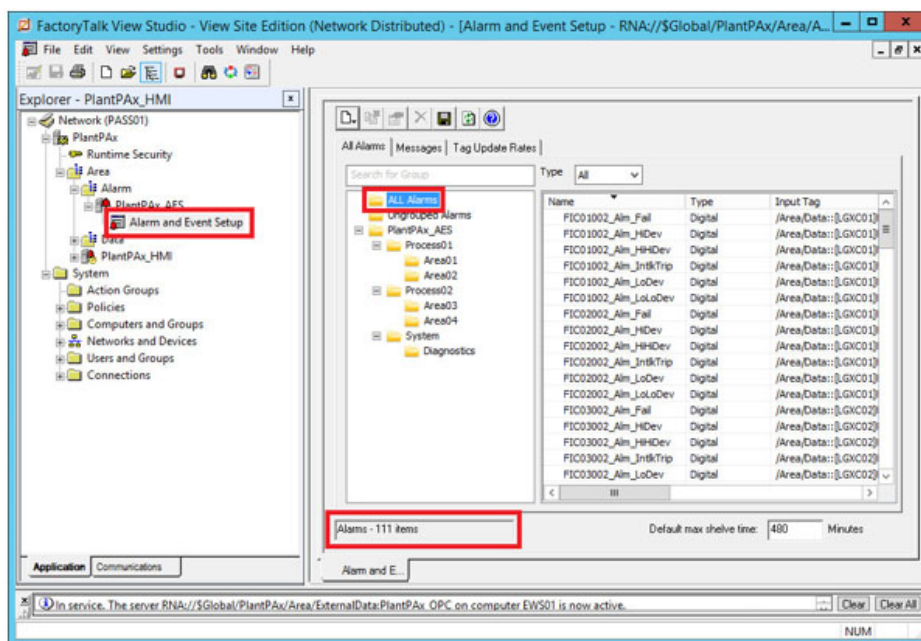 FactoryTalk View Studio - View Site Edition (Network Distributed) - [Alarm and Event Setup - RNA://$Global/PlantPAx/Area/A...
File Edit View Settings Tools Window Help
Explorer - PlantPAx_HMI
Network (PASS01)
PlantPAx
Runtime Security
Area
Alarm
PlantPAx_AES
Alarm and Event Setup
Data
PlantPAx_HMI
System
Action Groups
Policies
Computers and Groups
Networks and Devices
Users and Groups
Connections
Application Communications
All Alarms Messages Tag Update Rates
Search for Group
ALL Alarms
Ungrouped Alarms
PlantPAx_AES
Process01
Area01
Area02
Process02
Area03
Area04
System
Diagnostics
Type All
Name Type Input Tag
FIC01002_Alm_Fail Digital /Area/Data::[LGXC01]
FIC01002_Alm_HiDev Digital /Area/Data::[LGXC01]
FIC01002_Alm_HiHiDev Digital /Area/Data::[LGXC01]
FIC01002_Alm_IntlkTrip Digital /Area/Data::[LGXC01]
FIC01002_Alm_LoDev Digital /Area/Data::[LGXC01]
FIC01002_Alm_LoLoDev Digital /Area/Data::[LGXC01]
FIC02002_Alm_Fail Digital /Area/Data::[LGXC01]
FIC02002_Alm_HiDev Digital /Area/Data::[LGXC01]
FIC02002_Alm_HiHiDev Digital /Area/Data::[LGXC01]
FIC02002_Alm_IntlkTrip Digital /Area/Data::[LGXC01]
FIC02002_Alm_LoDev Digital /Area/Data::[LGXC01]
FIC02002_Alm_LoLoDev Digital /Area/Data::[LGXC01]
FIC03002_Alm_Fail Digital /Area/Data::[LGXC02]
FIC03002_Alm_HiDev Digital /Area/Data::[LGXC02]
FIC03002_Alm_HiHiDev Digital /Area/Data::[LGXC02]
FIC03002_Alm_IntlkTrip Digital /Area/Data::[LGXC02]
FIC03002_Alm_LoDev Digital /Area/Data::[LGXC02]
Alarms - 111 items
Default max shelve time: 480 Minutes
Alarm and E...
In service. The server RNA://$Global/PlantPAx/Area/ExternalData:PlantPAx_OPC on computer EWS01 is now active.
Clear Clear All
NUM